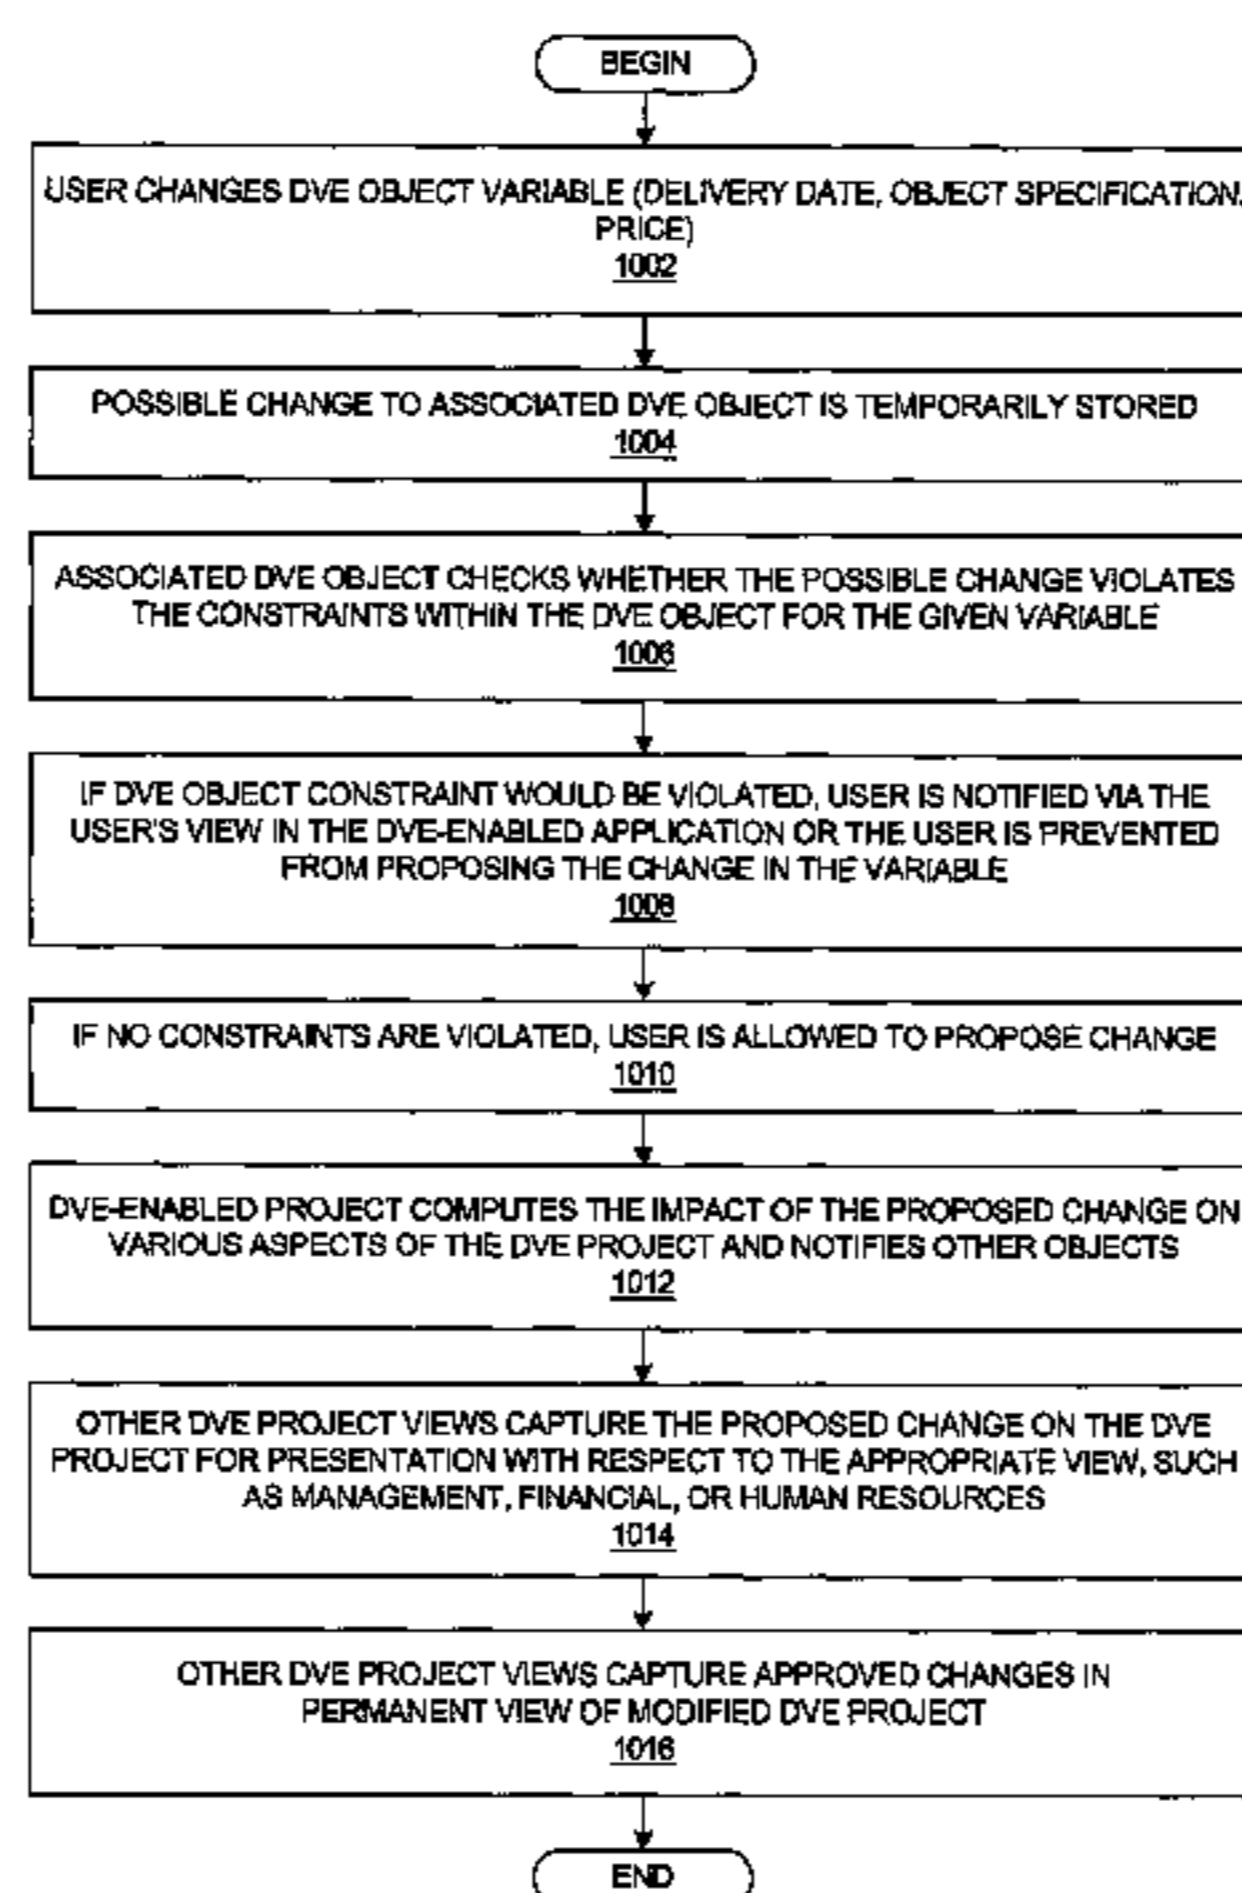 BEGIN
USER CHANGES DVE OBJECT VARIABLE (DELIVERY DATE, OBJECT SPECIFICATION,
PRICE)
1002
POSSIBLE CHANGE TO ASSOCIATED DVE OBJECT IS TEMPORARILY STORED
1004
ASSOCIATED DVE OBJECT CHECKS WHETHER THE POSSIBLE CHANGE VIOLATES
THE CONSTRAINTS WITHIN THE DVE OBJECT FOR THE GIVEN VARIABLE
1006
IF DVE OBJECT CONSTRAINT WOULD BE VIOLATED, USER IS NOTIFIED VIA THE
USER'S VIEW IN THE DVE-ENABLED APPLICATION OR THE USER IS PREVENTED
FROM PROPOSING THE CHANGE IN THE VARIABLE
1008
IF NO CONSTRAINTS ARE VIOLATED, USER IS ALLOWED TO PROPOSE CHANGE
1010
DVE-ENABLED PROJECT COMPUTES THE IMPACT OF THE PROPOSED CHANGE ON
VARIOUS ASPECTS OF THE DVE PROJECT AND NOTIFIES OTHER OBJECTS
1012
OTHER DVE PROJECT VIEWS CAPTURE THE PROPOSED CHANGE ON THE DVE
PROJECT FOR PRESENTATION WITH RESPECT TO THE APPROPRIATE VIEW, SUCH
AS MANAGEMENT, FINANCIAL, OR HUMAN RESOURCES
1014
OTHER DVE PROJECT VIEWS CAPTURE APPROVED CHANGES IN
PERMANENT VIEW OF MODIFIED DVE PROJECT
1016
END